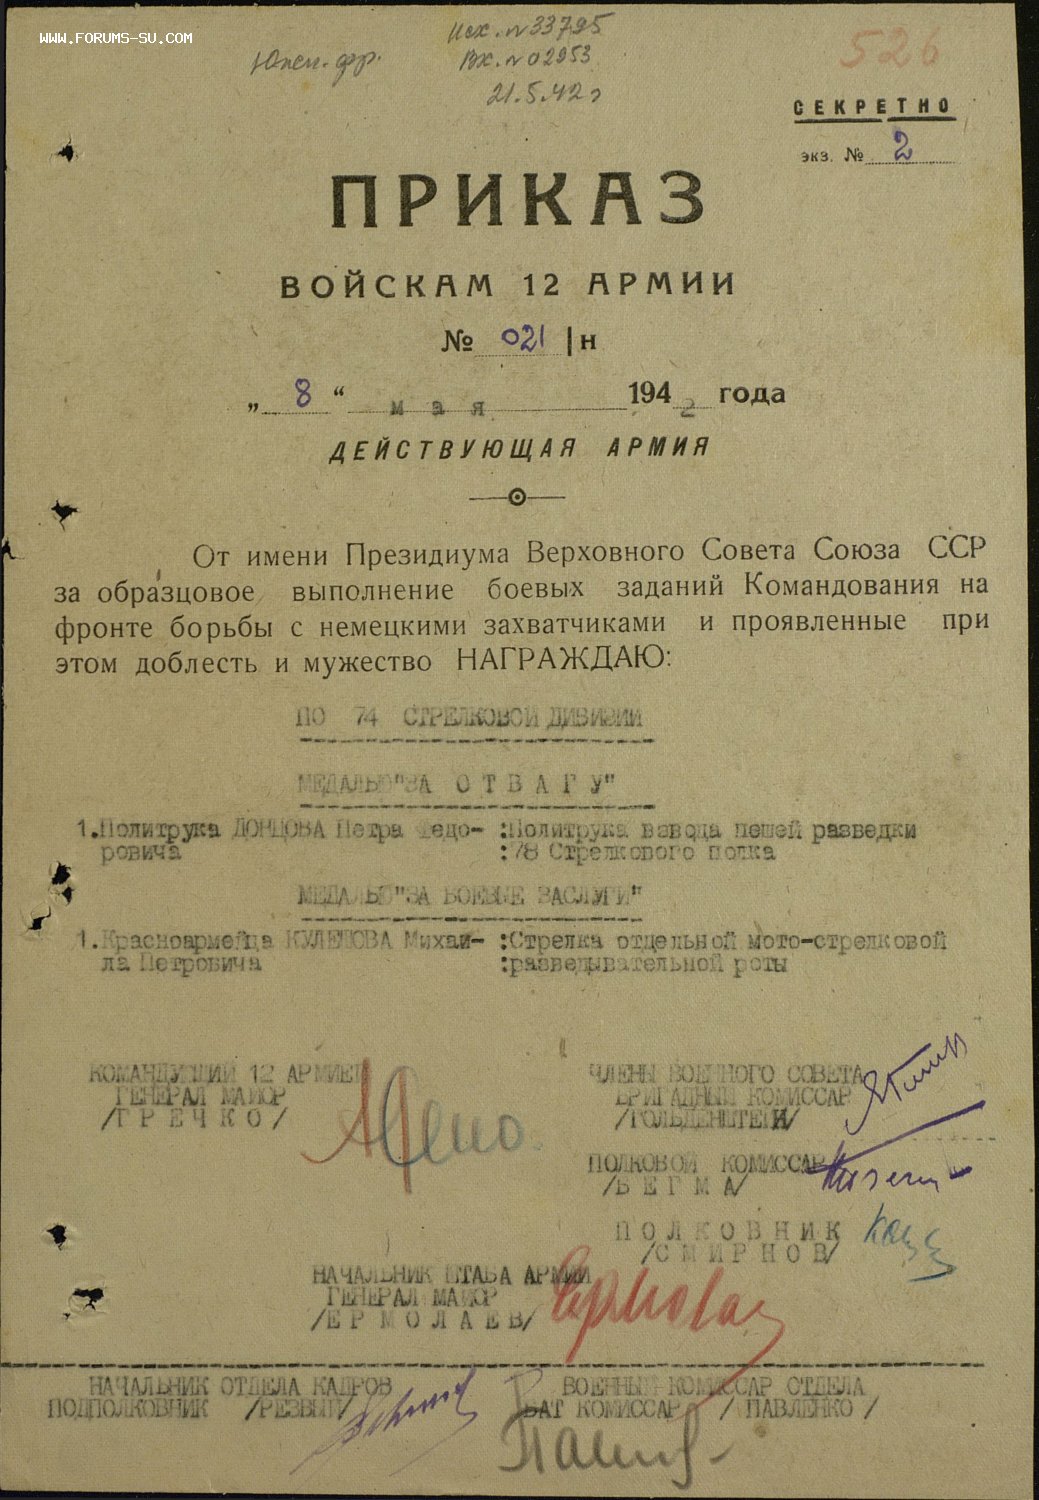 WWW.FORUMS-SU.COM
Южн. фр.
Исх. № 33795
Вх. № 02953
21.5.42 г
526
СЕКРЕТНО
экз. № 2
ПРИКАЗ
ВОЙСКАМ 12 АРМИИ
№ 021 /н
„ 8 “ мая 1942 года
ДЕЙСТВУЮЩАЯ АРМИЯ
От имени Президиума Верховного Совета Союза ССР
за образцовое выполнение боевых заданий Командования на
фронте борьбы с немецкими захватчиками и проявленные при
этом доблесть и мужество НАГРАЖДАЮ:
ПО 74 СТРЕЛКОВОЙ ДИВИЗИИ
МЕДАЛЬЮ "ЗА ОТВАГУ"
1. Политрука ДОНЦОВА Петра Федо- :Политрука взвода пешей разведки
ровича :78 Стрелкового полка
МЕДАЛЬЮ "ЗА БОЕВЫЕ ЗАСЛУГИ"
1. Красноармейца КУЛЕШОВА Михаи- :Стрелка отдельной мото-стрелковой
ла Петровича :разведывательной роты
КОМАНДУЮЩИЙ 12 АРМИЕЙ
ГЕНЕРАЛ МАЙОР
/ГРЕЧКО/
ЧЛЕНЫ ВОЕННОГО СОВЕТА
БРИГАДНЫЙ КОМИССАР
/ГОЛЬДЕНШТЕЙН/
ПОЛКОВОЙ КОМИССАР
/БЕГМА/
ПОЛКОВНИК
/СМИРНОВ/
НАЧАЛЬНИК ШТАБА АРМИИ
ГЕНЕРАЛ МАЙОР
/ЕРМОЛАЕВ/
НАЧАЛЬНИК ОТДЕЛА КАДРОВ
ПОДПОЛКОВНИК /РЕЗВЫЙ/
ВОЕННЫЙ КОМИССАР ОТДЕЛА
БАТ КОМИССАР /ПАВЛЕНКО/